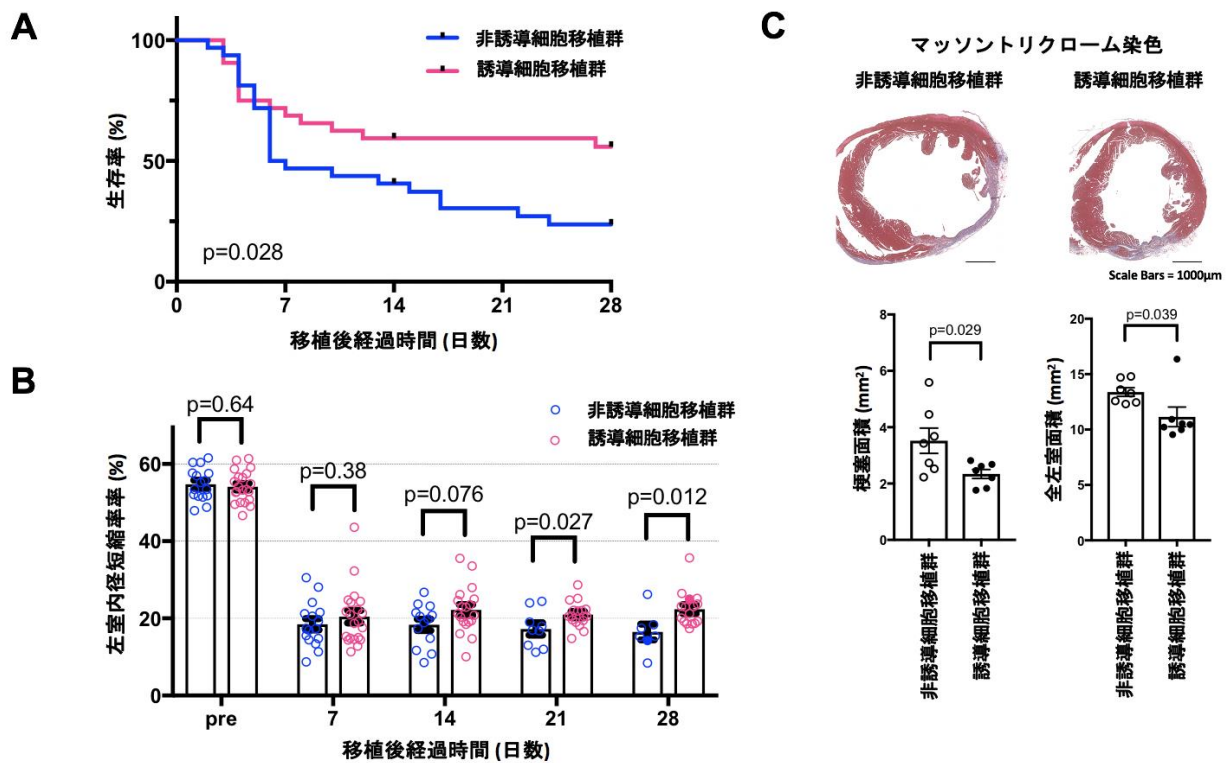 A
100
50
0
生存率 (%)
非誘導細胞移植群
誘導細胞移植群
p=0.028
0 7 14 21 28
移植後経過時間 (日数)
B
60
40
20
0
左室内径短縮率率 (%)
非誘導細胞移植群
誘導細胞移植群
p=0.64
p=0.38
p=0.076
p=0.027
p=0.012
pre 7 14 21 28
移植後経過時間 (日数)
C
マッソントリクローム染色
非誘導細胞移植群 誘導細胞移植群
Scale Bars = 1000μm
8
6
4
2
0
梗塞面積 (mm²)
p=0.029
非誘導細胞移植群
誘導細胞移植群
20
15
10
5
0
全左室面積 (mm²)
p=0.039
非誘導細胞移植群
誘導細胞移植群